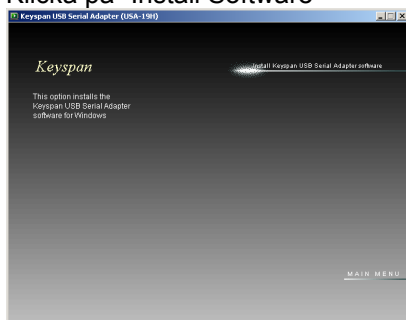 Klicka på "Install Software"
Keyspan USB Serial Adapter (USA-19H)
Keyspan
Install Keyspan USB Serial Adapter software
This option installs the
Keyspan USB Serial Adapter
software for Windows
MAIN MENU